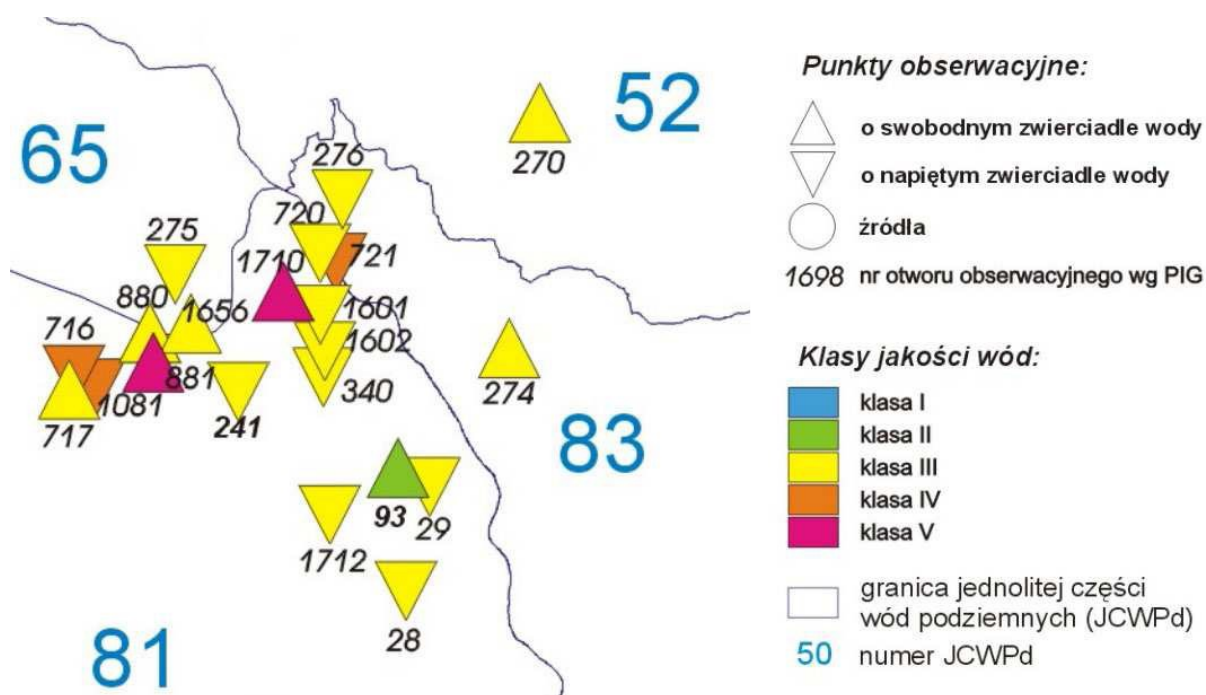 52
65
270
276
275
720
721
1710
880
1656
1601
716
1602
881
1081
340
717
241
274
83
93
29
1712
28
81
Punkty obserwacyjne:
o swobodnym zwierciadle wody
o napiętym zwierciadle wody
źródła
1698 nr otworu obserwacyjnego wg PIG
Klasy jakości wód:
klasa I
klasa II
klasa III
klasa IV
klasa V
granica jednolitej części
wód podziemnych (JCWPd)
50 numer JCWPd